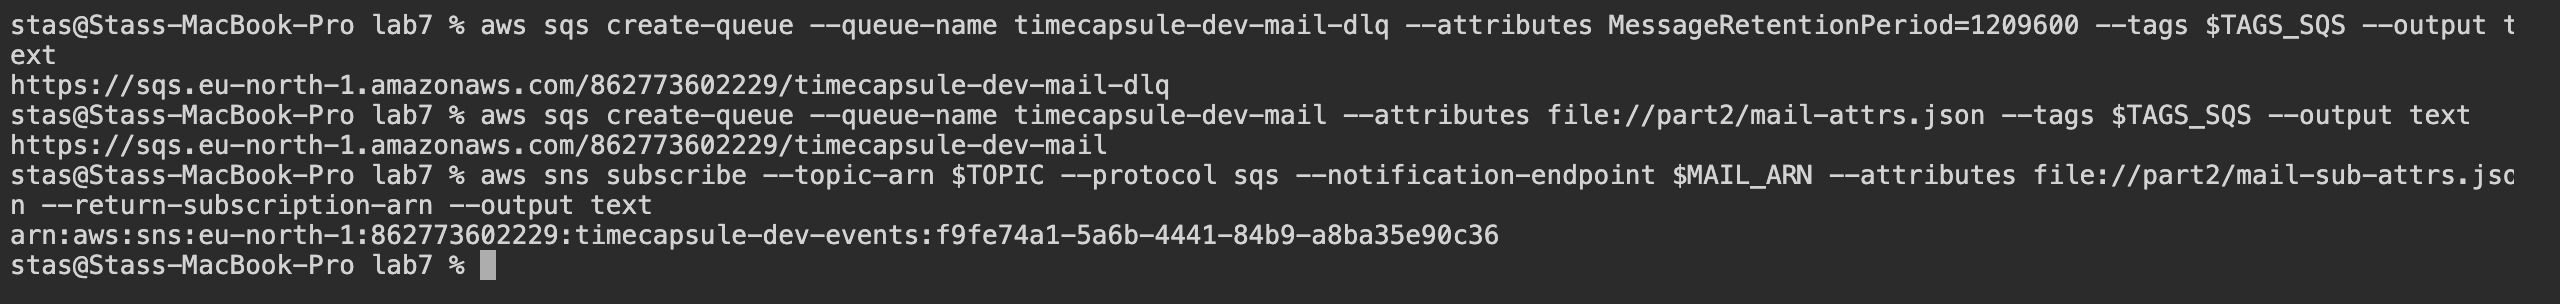 stas@Stass-MacBook-Pro lab7 % aws sqs create-queue --queue-name timecapsule-dev-mail-dlq --attributes MessageRetentionPeriod=1209600 --tags $TAGS_SQS --output t
ext
https://sqs.eu-north-1.amazonaws.com/862773602229/timecapsule-dev-mail-dlq
stas@Stass-MacBook-Pro lab7 % aws sqs create-queue --queue-name timecapsule-dev-mail --attributes file://part2/mail-attrs.json --tags $TAGS_SQS --output text
https://sqs.eu-north-1.amazonaws.com/862773602229/timecapsule-dev-mail
stas@Stass-MacBook-Pro lab7 % aws sns subscribe --topic-arn $TOPIC --protocol sqs --notification-endpoint $MAIL_ARN --attributes file://part2/mail-sub-attrs.jso
n --return-subscription-arn --output text
arn:aws:sns:eu-north-1:862773602229:timecapsule-dev-events:f9fe74a1-5a6b-4441-84b9-a8ba35e90c36
stas@Stass-MacBook-Pro lab7 %